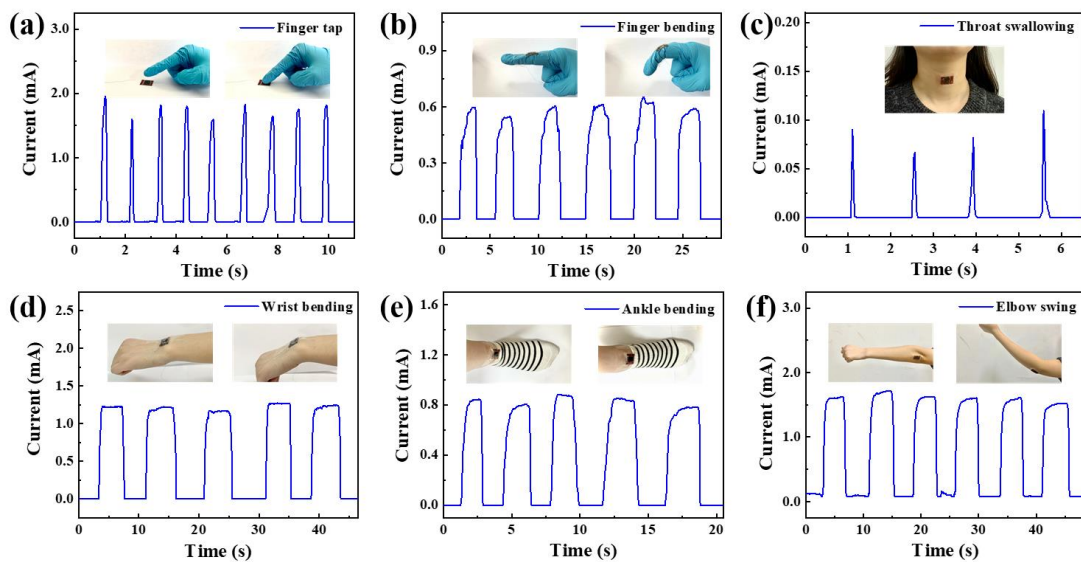 (a)
Finger tap
3.0
2.0
1.0
0.0
Current (mA)
0 2 4 6 8 10
Time (s)
(b)
Finger bending
0.9
0.6
0.3
0.0
Current (mA)
0 5 10 15 20 25
Time (s)
(c)
Throat swallowing
0.20
0.15
0.10
0.05
0.00
Current (mA)
0 1 2 3 4 5 6
Time (s)
(d)
Wrist bending
2.5
2.0
1.5
1.0
0.5
0.0
Current (mA)
0 10 20 30 40
Time (s)
(e)
Ankle bending
1.6
1.2
0.8
0.4
0.0
Current (mA)
0 5 10 15 20
Time (s)
(f)
Elbow swing
3.0
2.0
1.0
0.0
Current (mA)
0 10 20 30 40
Time (s)